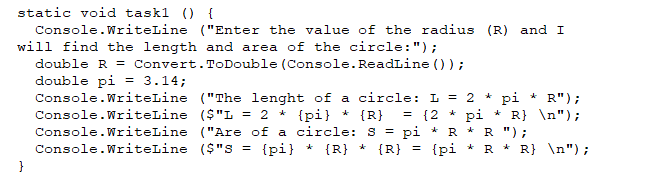 static void task1 () {
Console.WriteLine ("Enter the value of the radius (R) and I
will find the length and area of the circle:");
double R = Convert.ToDouble(Console.ReadLine());
double pi = 3.14;
Console.WriteLine ("The lenght of a circle: L = 2 * pi * R");
Console.WriteLine ($"L = 2 * {pi} * {R}  = {2 * pi * R} \n");
Console.WriteLine ("Are of a circle: S = pi * R * R ");
Console.WriteLine ($"S = {pi} * {R} * {R} = {pi * R * R} \n");
}